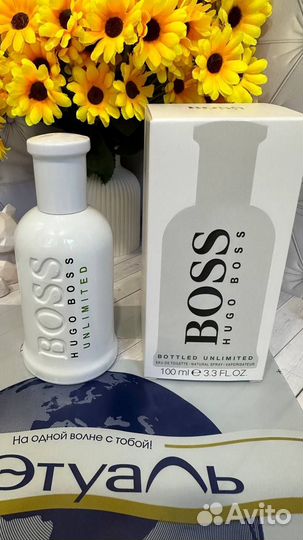 BOSS
HUGO BOSS
UNLIMITED
BOSS
HUGO BOSS
BOTTLED UNLIMITED
EAU DE TOILETTE · NATURAL SPRAY · VAPORISATEUR
100 ml e 3.3 FL.OZ.
На одной волне с тобой!
Этуаль
Avito